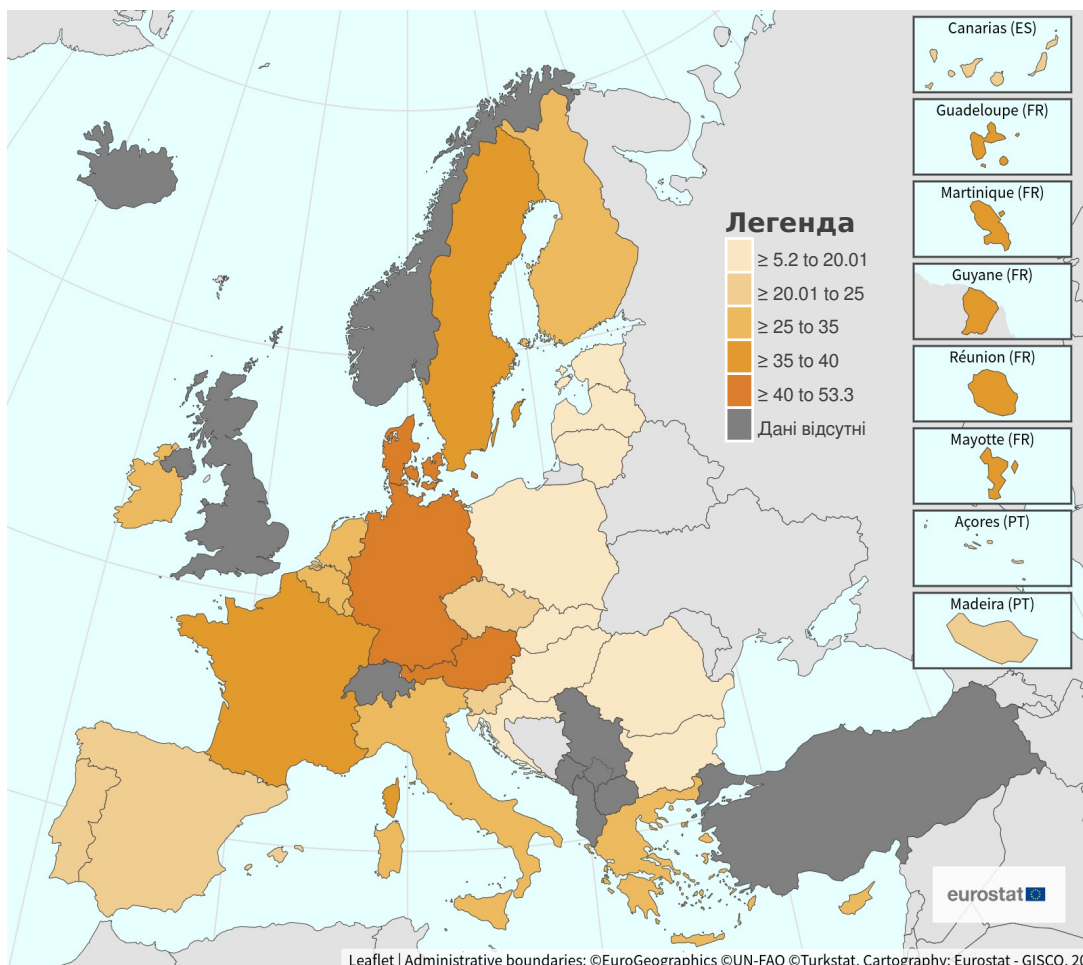 Canarias (ES)
Guadeloupe (FR)
Martinique (FR)
Guyane (FR)
Réunion (FR)
Mayotte (FR)
Açores (PT)
Madeira (PT)
Легенда
≥ 5.2 to 20.01
≥ 20.01 to 25
≥ 25 to 35
≥ 35 to 40
≥ 40 to 53.3
Дані відсутні
eurostat
Leaflet | Administrative boundaries: ©EuroGeographics ©UN-FAO ©Turkstat, Cartography: Eurostat - GISCO, 20